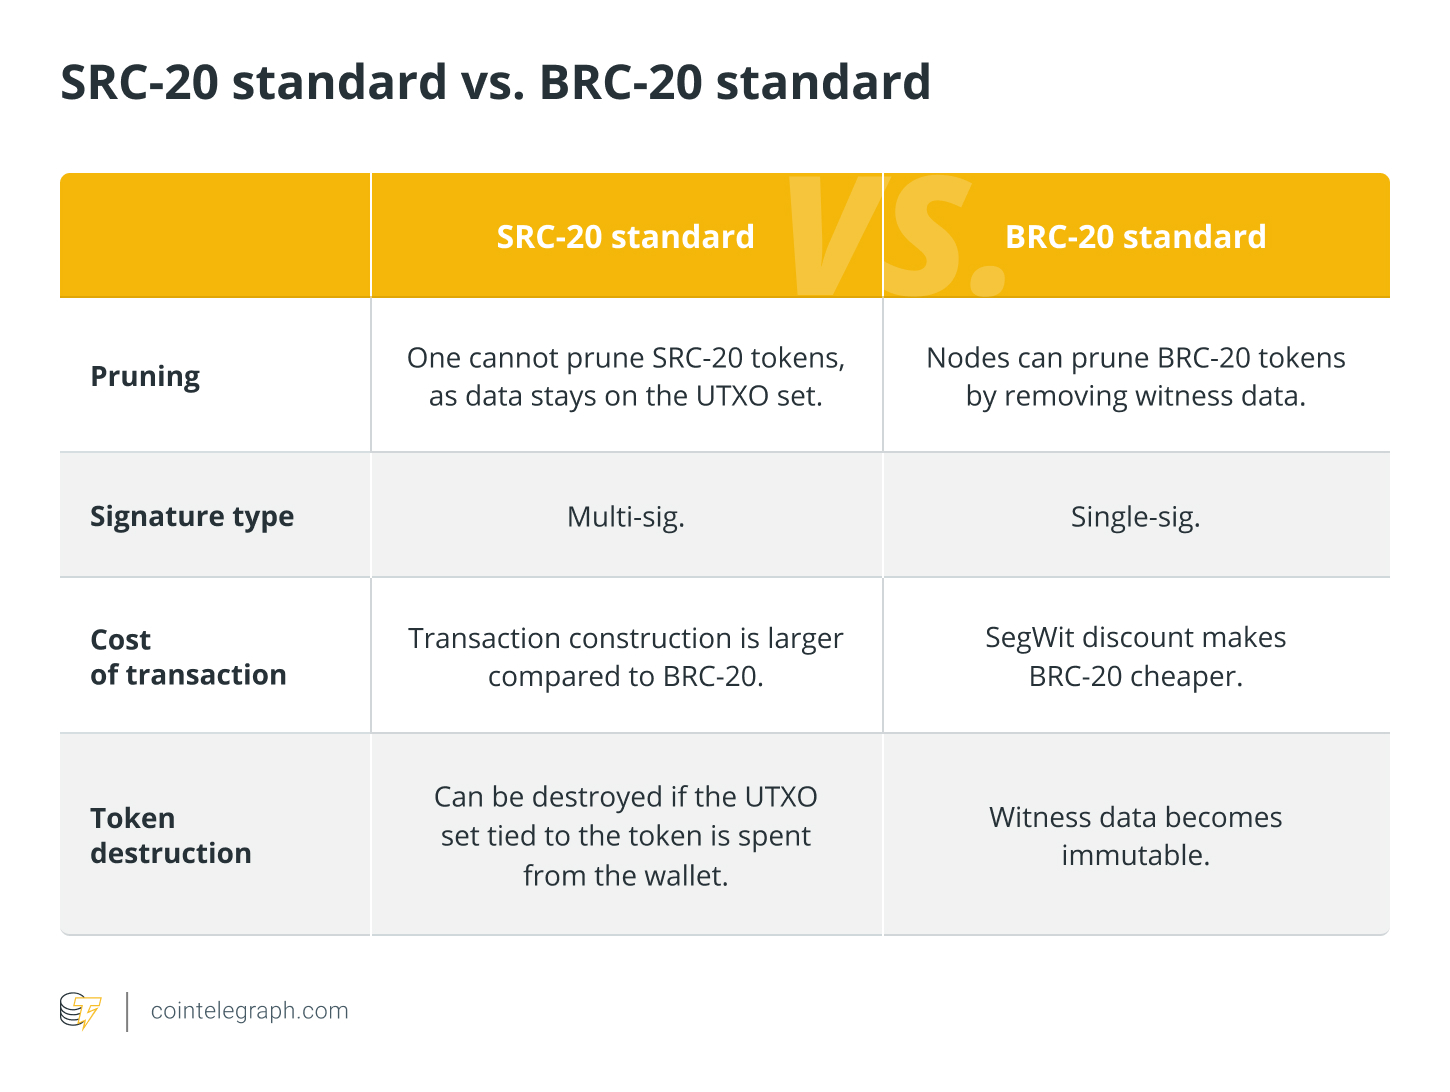 SRC-20 standard vs. BRC-20 standard
VS.
SRC-20 standard
BRC-20 standard
Pruning
One cannot prune SRC-20 tokens,
as data stays on the UTXO set.
Nodes can prune BRC-20 tokens
by removing witness data.
Signature type
Multi-sig.
Single-sig.
Cost
of transaction
Transaction construction is larger
compared to BRC-20.
SegWit discount makes
BRC-20 cheaper.
Token
destruction
Can be destroyed if the UTXO
set tied to the token is spent
from the wallet.
Witness data becomes
immutable.
cointelegraph.com